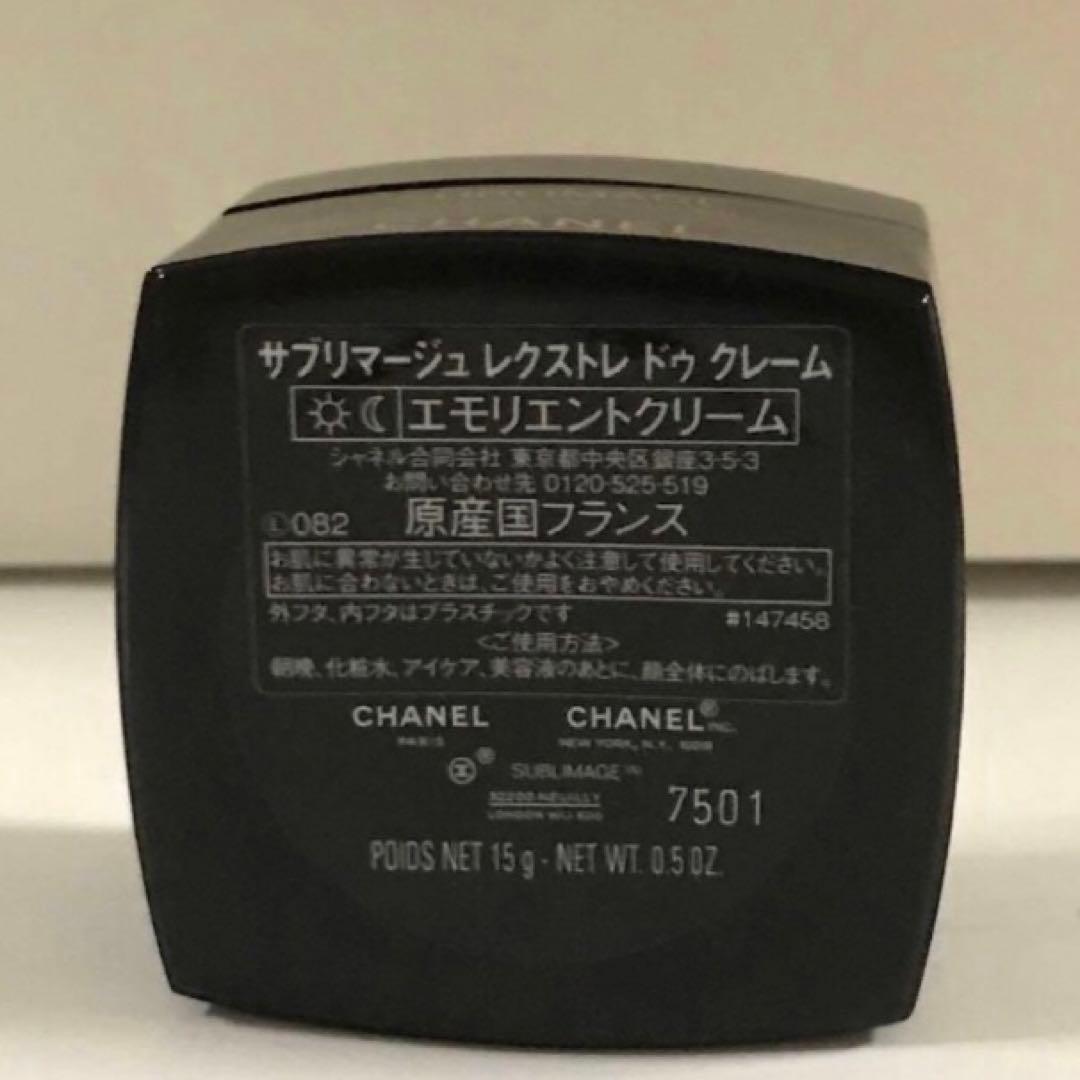 CHANEL
サブリマージュ レクストレ ドゥ クレーム
エモリエントクリーム
シャネル合同会社 東京都中央区銀座3-5-3
お問い合わせ先 0120-525-519
082 原産国フランス
お肌に異常が生じていないかよく注意して使用してください。
お肌に合わないときは、ご使用をおやめください。
外フタ、内フタはプラスチックです #147458
<ご使用方法>
朝晩、化粧水、アイケア、美容液のあとに、顔全体にのばします。
CHANEL CHANEL® INC.
PARIS NEW YORK, N.Y.
® SUBLIMAGE
92200 NEUILLY 7501
LONDON
POIDS NET 15 g - NET WT. 0.5 OZ.